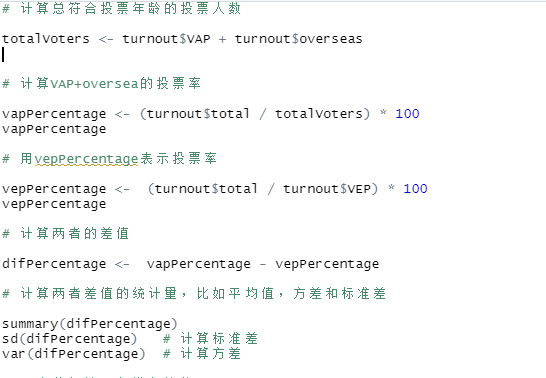 # 计算总符合投票年龄的投票人数
totalVoters <- turnout$VAP + turnout$overseas
# 计算VAP+oversea的投票率
vapPercentage <- (turnout$total / totalVoters) * 100
vapPercentage
# 用vepPercentage表示投票率
vepPercentage <-  (turnout$total / turnout$VEP) * 100
vepPercentage
# 计算两者的差值
difPercentage <-  vapPercentage - vepPercentage
# 计算两者差值的统计量，比如平均值，方差和标准差
summary(difPercentage)
sd(difPercentage)   # 计算标准差
var(difPercentage)  # 计算方差